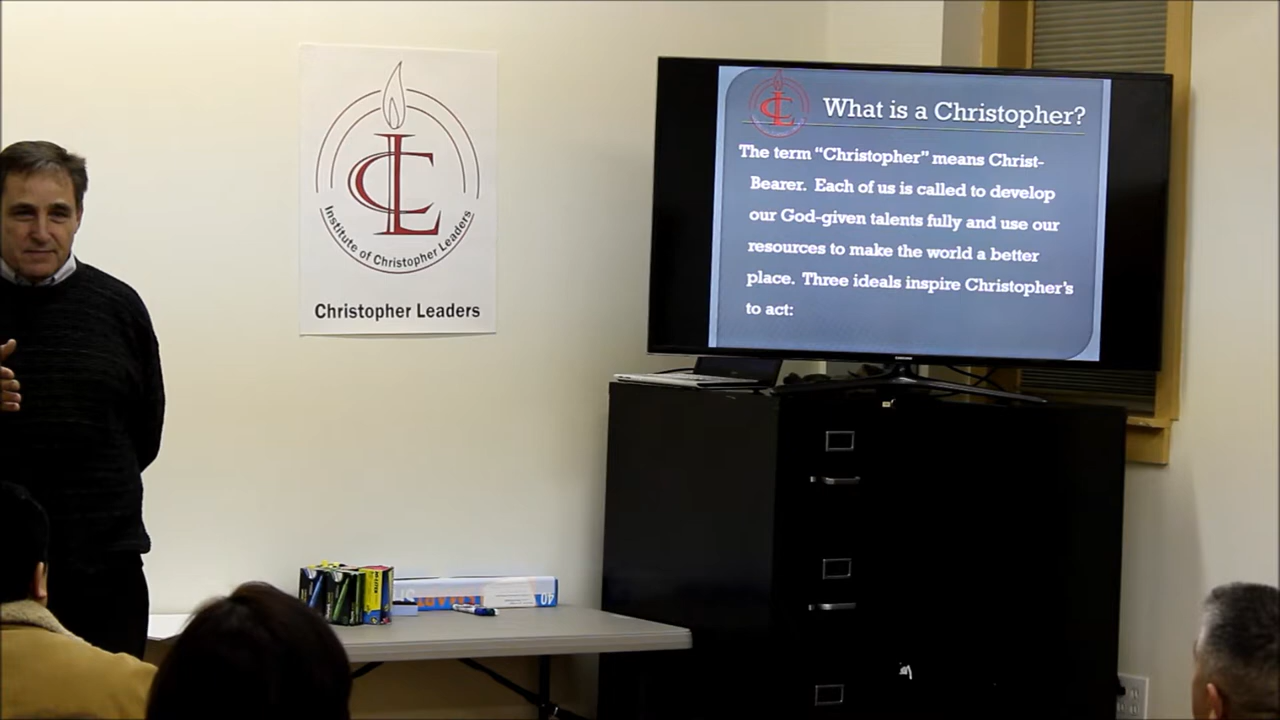 Institute of Christopher Leaders
Christopher Leaders
What is a Christopher?
The term “Christopher” means Christ-
Bearer. Each of us is called to develop
our God-given talents fully and use our
resources to make the world a better
place. Three ideals inspire Christopher's
to act:
SAMSUNG
40